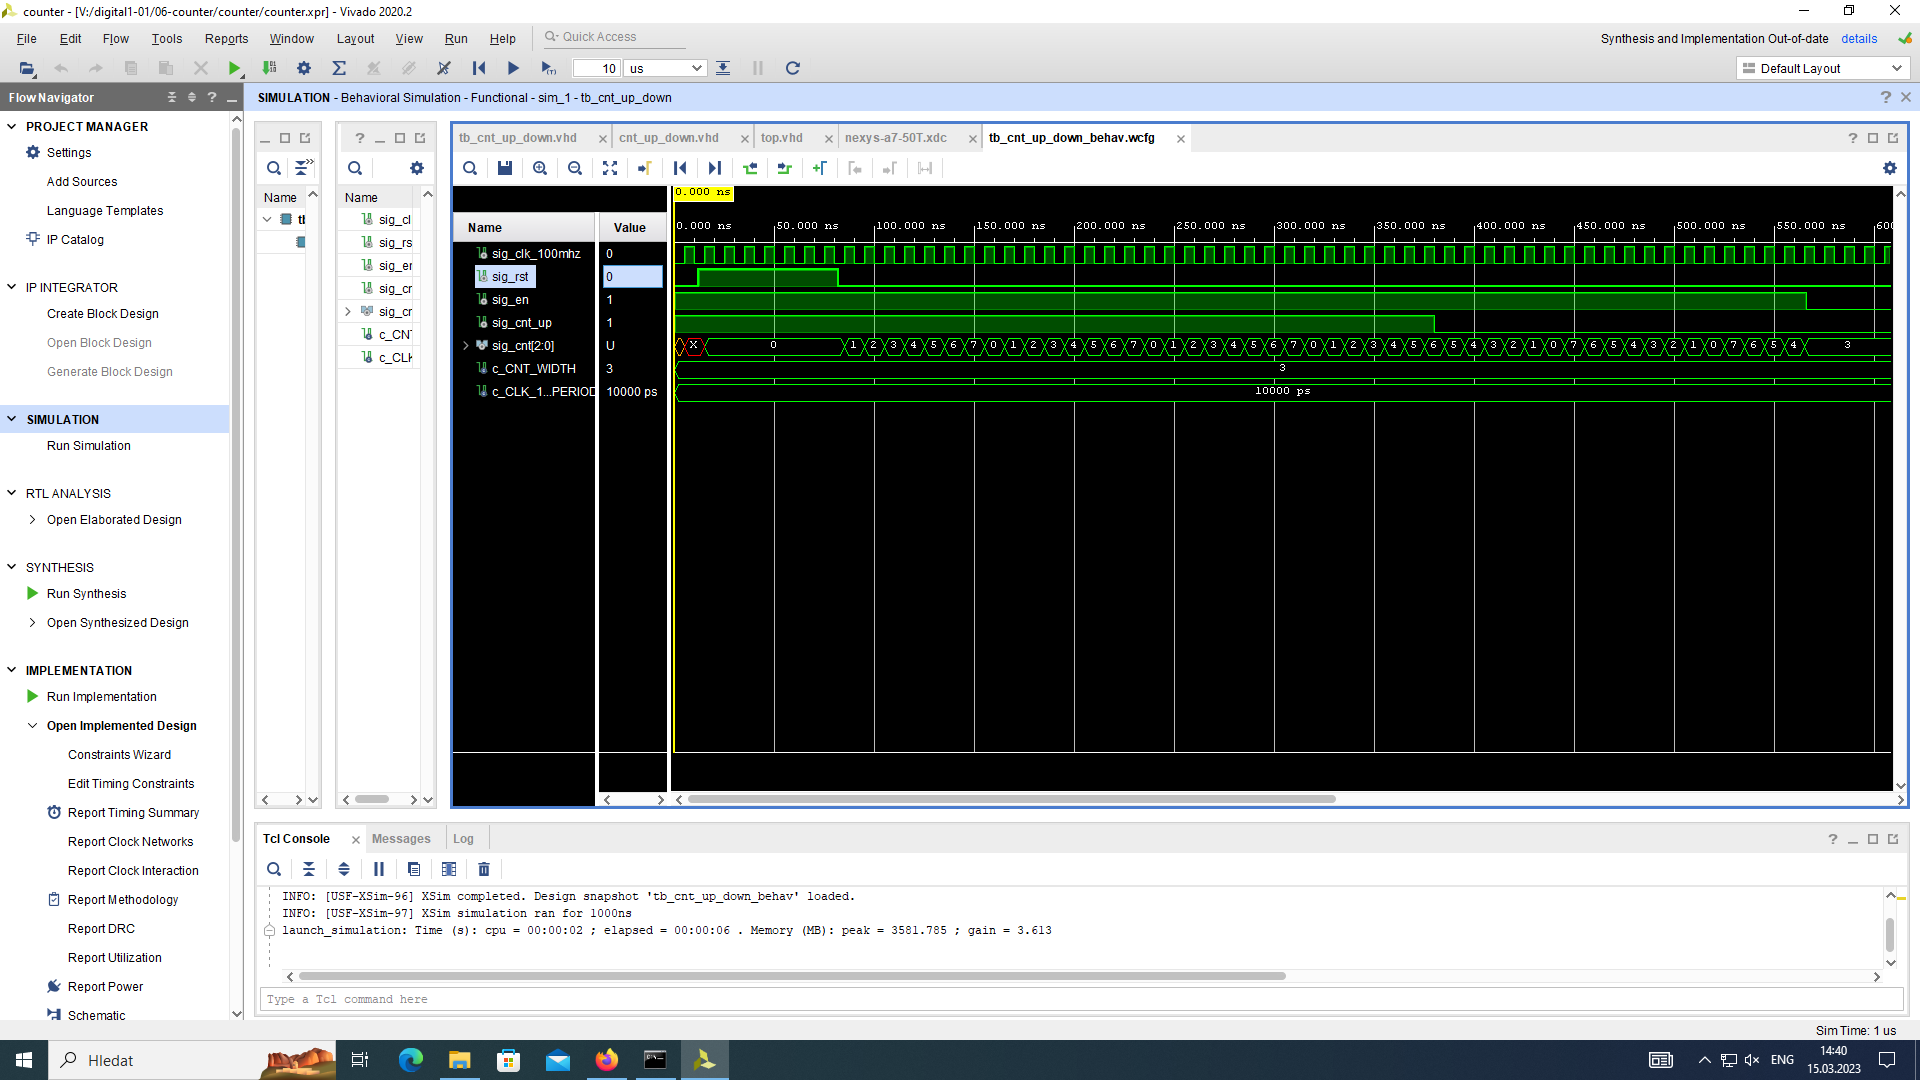 counter - [V:/digital1-01/06-counter/counter/counter.xpr] - Vivado 2020.2
File Edit Flow Tools Reports Window Layout View Run Help Quick Access
Synthesis and Implementation Out-of-date details
10 us
Default Layout
Flow Navigator
SIMULATION - Behavioral Simulation - Functional - sim_1 - tb_cnt_up_down
PROJECT MANAGER
Settings
Add Sources
Language Templates
IP Catalog
IP INTEGRATOR
Create Block Design
Open Block Design
Generate Block Design
SIMULATION
Run Simulation
RTL ANALYSIS
Open Elaborated Design
SYNTHESIS
Run Synthesis
Open Synthesized Design
IMPLEMENTATION
Run Implementation
Open Implemented Design
Constraints Wizard
Edit Timing Constraints
Report Timing Summary
Report Clock Networks
Report Clock Interaction
Report Methodology
Report DRC
Report Utilization
Report Power
Schematic
Name
Name
sig_cl
sig_rs
sig_er
sig_cr
sig_cr
c_CN
c_CLK
tb_cnt_up_down.vhd cnt_up_down.vhd top.vhd nexys-a7-50T.xdc tb_cnt_up_down_behav.wcfg
0.000 ns
Name Value
0.000 ns 50.000 ns 100.000 ns 150.000 ns 200.000 ns 250.000 ns 300.000 ns 350.000 ns 400.000 ns 450.000 ns 500.000 ns 550.000 ns 600
sig_clk_100mhz 0
sig_rst 0
sig_en 1
sig_cnt_up 1
sig_cnt[2:0] U X 0 1 2 3 4 5 6 7 0 1 2 3 4 5 6 7 0 1 2 3 4 5 6 7 0 1 2 3 4 5 6 5 4 3 2 1 0 7 6 5 4 3 2 1 0 7 6 5 4 3
c_CNT_WIDTH 3 3
c_CLK_1...PERIOD 10000 ps 10000 ps
Tcl Console Messages Log
INFO: [USF-XSim-96] XSim completed. Design snapshot 'tb_cnt_up_down_behav' loaded.
INFO: [USF-XSim-97] XSim simulation ran for 1000ns
launch_simulation: Time (s): cpu = 00:00:02 ; elapsed = 00:00:06 . Memory (MB): peak = 3581.785 ; gain = 3.613
Type a Tcl command here
Sim Time: 1 us
Hledat
ENG
14:40
15.03.2023